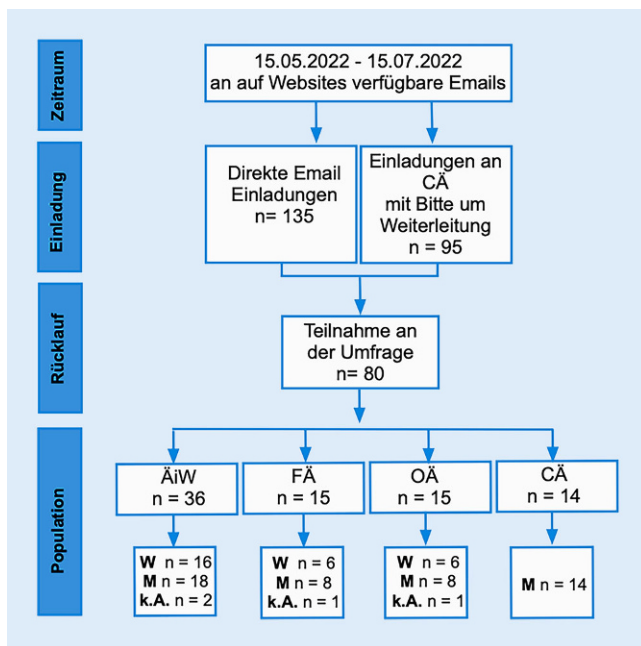 Zeitraum
15.05.2022 - 15.07.2022
an auf Websites verfügbare Emails
Einladung
Direkte Email
Einladungen
n= 135
Einladungen an
CÄ
mit Bitte um
Weiterleitung
n = 95
Rücklauf
Teilnahme an
der Umfrage
n= 80
Population
ÄiW
n = 36
FÄ
n = 15
OÄ
n = 15
CÄ
n = 14
W n = 16
M n = 18
k.A. n = 2
W n = 6
M n = 8
k.A. n = 1
W n = 6
M n = 8
k.A. n = 1
M n = 14